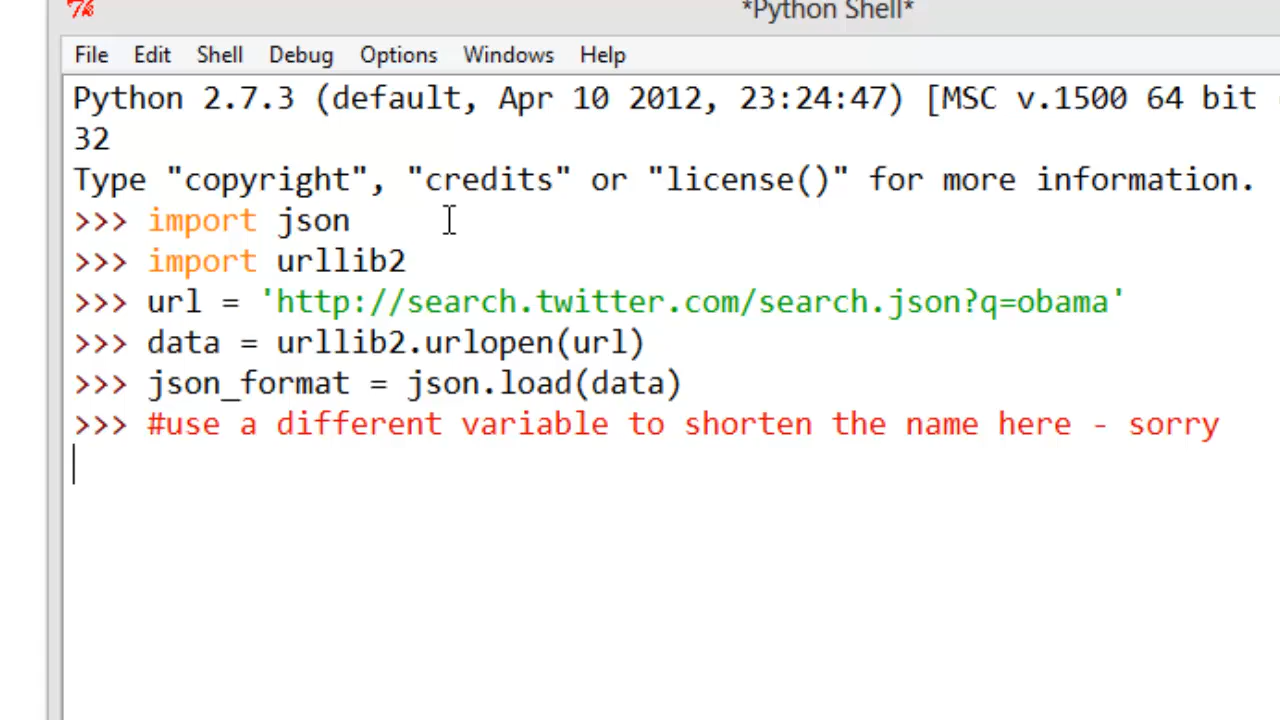 *Python Shell*
File Edit Shell Debug Options Windows Help
Python 2.7.3 (default, Apr 10 2012, 23:24:47) [MSC v.1500 64 bit
32
Type "copyright", "credits" or "license()" for more information.
>>> import json
>>> import urllib2
>>> url = 'http://search.twitter.com/search.json?q=obama'
>>> data = urllib2.urlopen(url)
>>> json_format = json.load(data)
>>> #use a different variable to shorten the name here - sorry